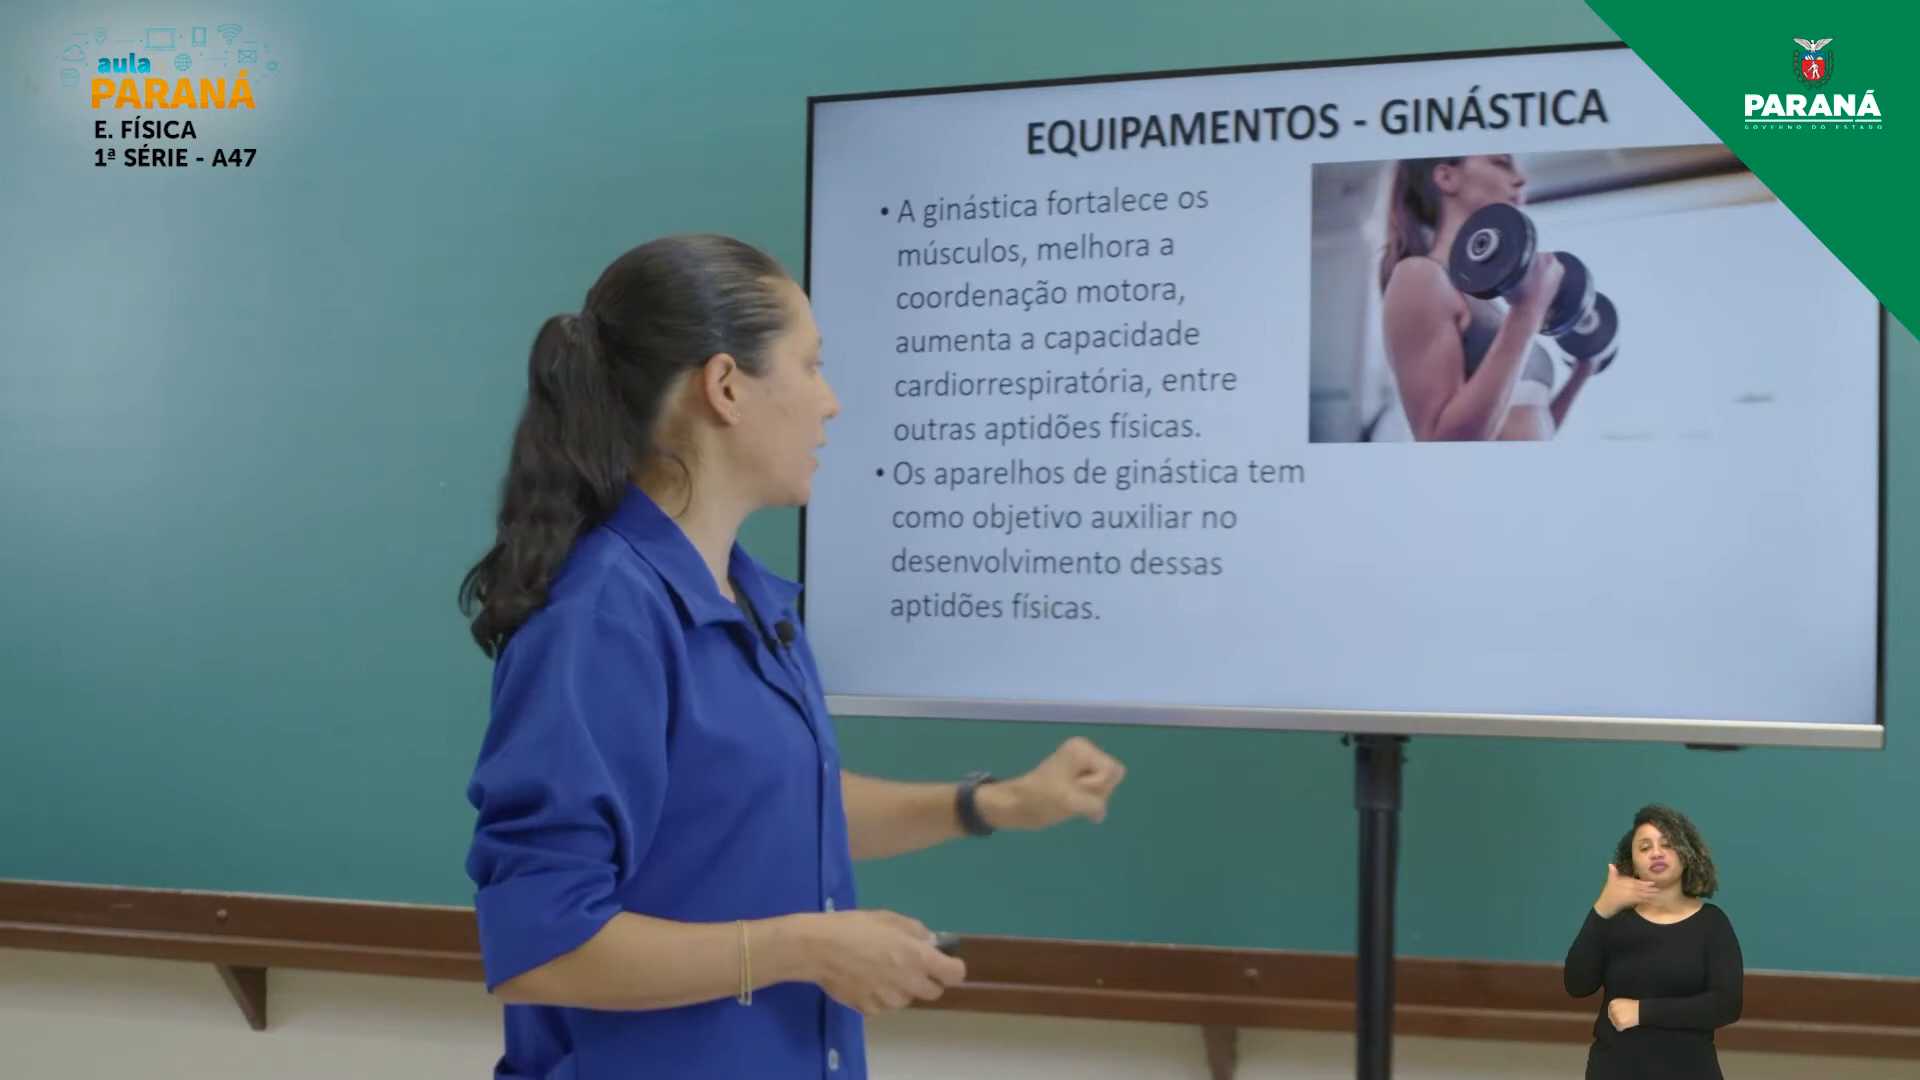 aula
PARANÁ
E. FÍSICA
1ª SÉRIE - A47
EQUIPAMENTOS - GINÁSTICA
• A ginástica fortalece os
músculos, melhora a
coordenação motora,
aumenta a capacidade
cardiorrespiratória, entre
outras aptidões físicas.
• Os aparelhos de ginástica tem
como objetivo auxiliar no
desenvolvimento dessas
aptidões físicas.
PARANÁ
GOVERNO DO ESTADO